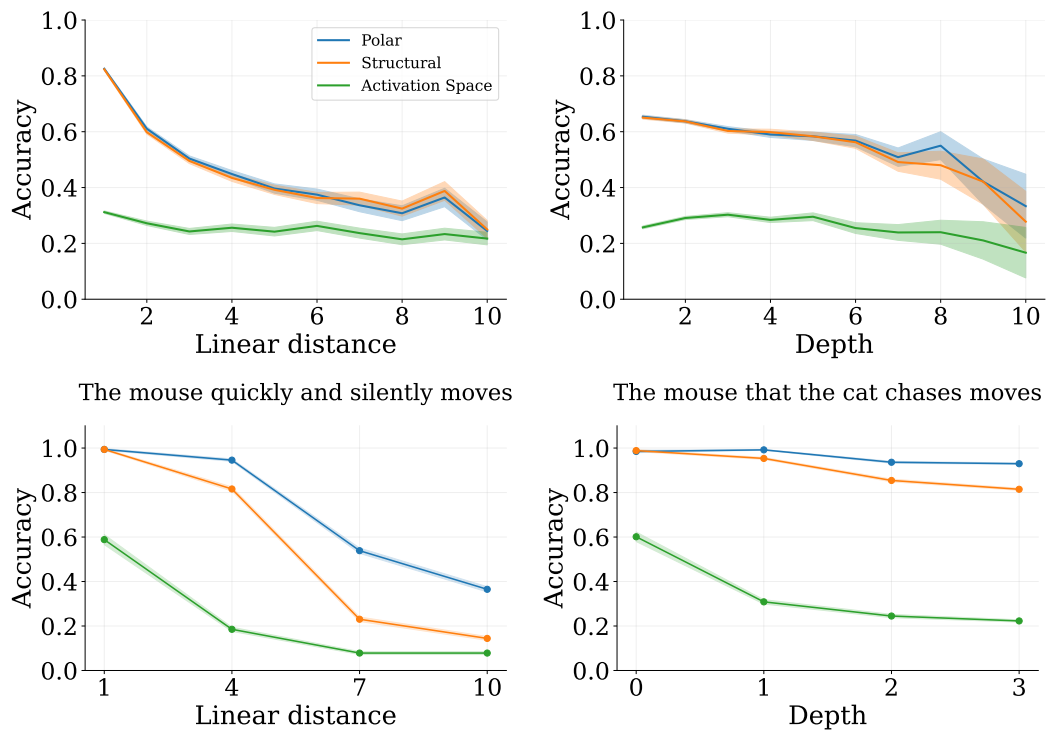 1.0
0.8
0.6
0.4
0.2
0.0
Accuracy
2 4 6 8 10
Linear distance
Polar
Structural
Activation Space
1.0
0.8
0.6
0.4
0.2
0.0
Accuracy
2 4 6 8 10
Depth
The mouse quickly and silently moves
1.0
0.8
0.6
0.4
0.2
0.0
Accuracy
1 4 7 10
Linear distance
The mouse that the cat chases moves
1.0
0.8
0.6
0.4
0.2
0.0
Accuracy
0 1 2 3
Depth